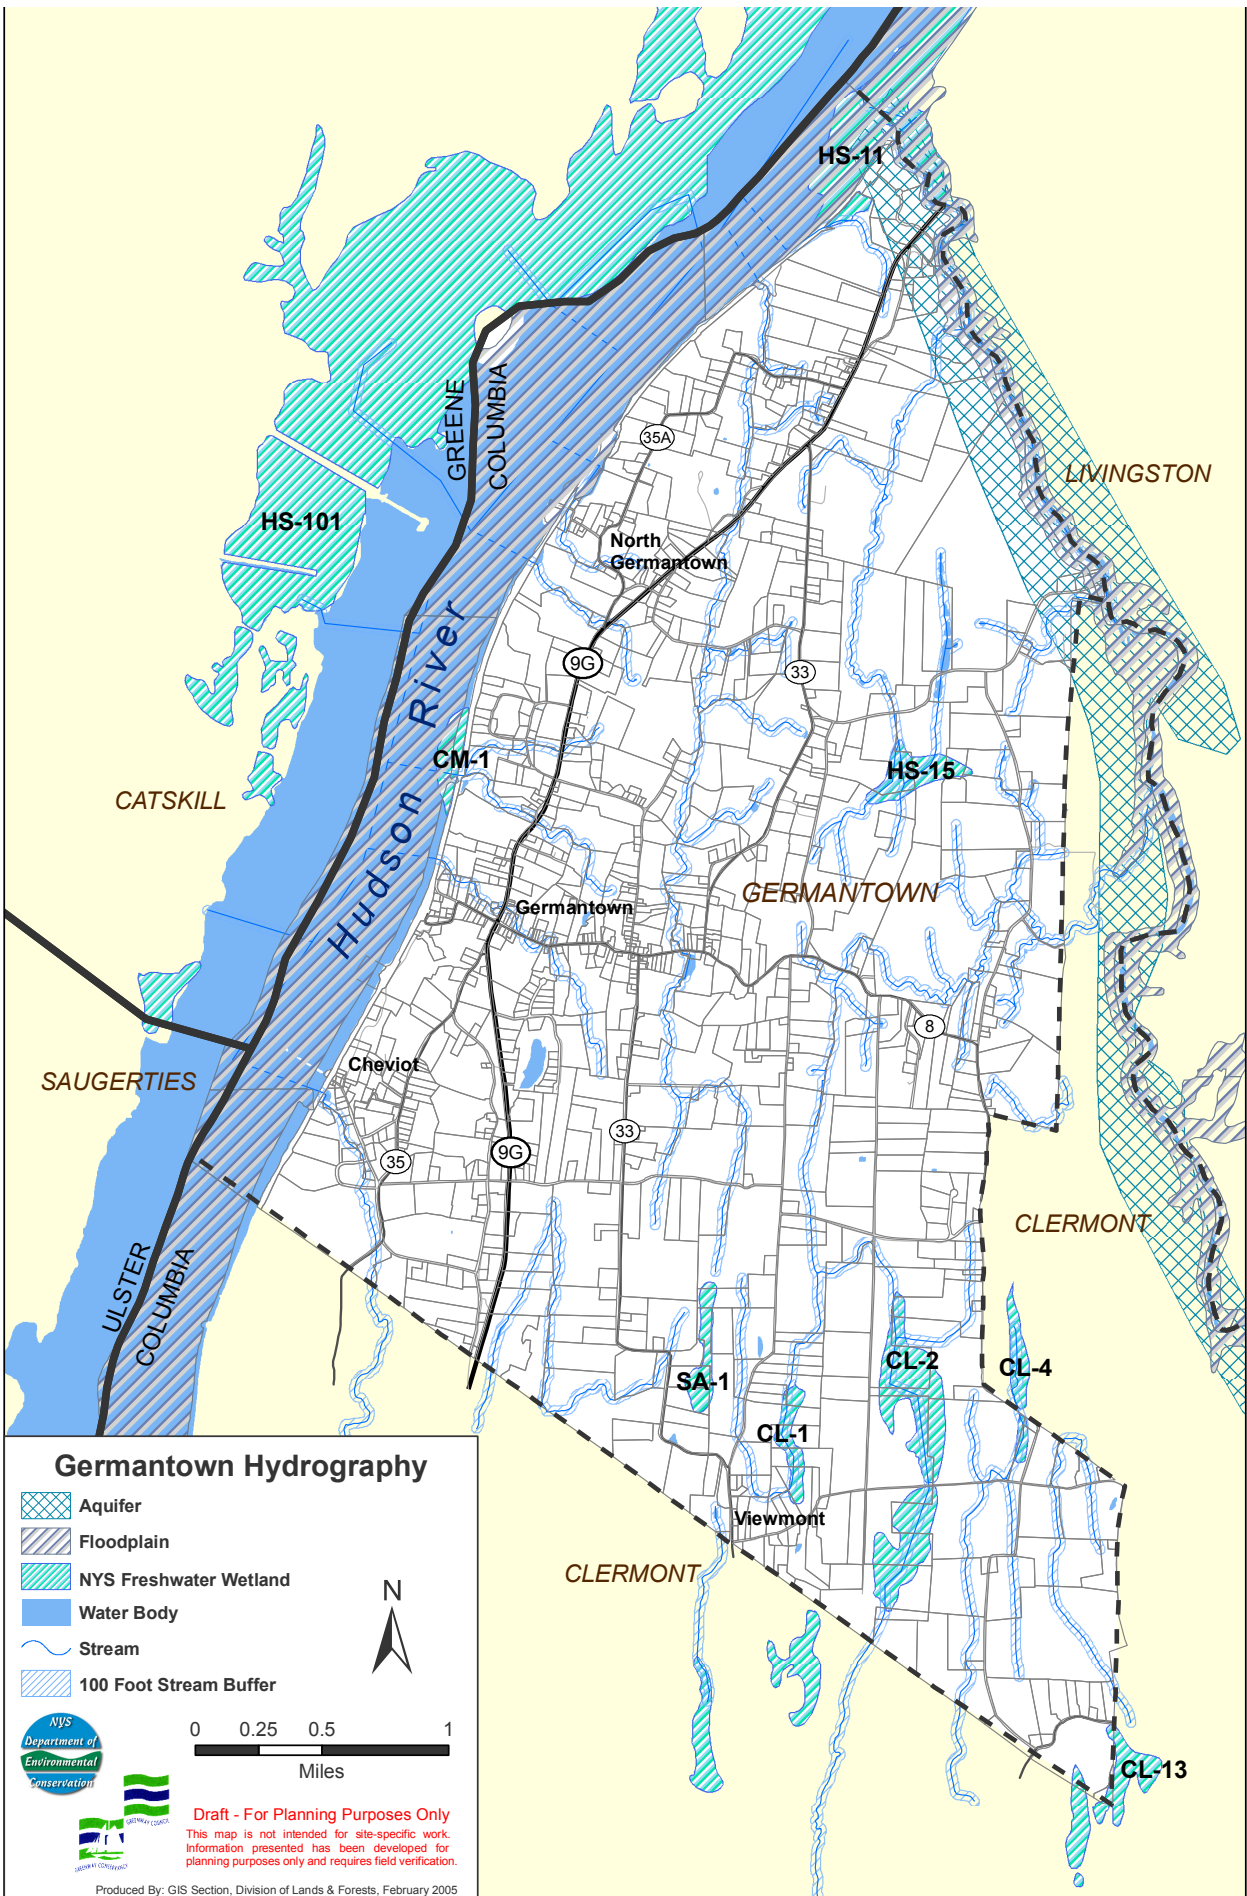 HS-11
GREENE
COLUMBIA
35A
LIVINGSTON
HS-101
North
Germantown
Hudson River
9G
33
CM-1
HS-15
CATSKILL
GERMANTOWN
Germantown
8
Cheviot
SAUGERTIES
33
9G
35
CLERMONT
ULSTER
COLUMBIA
SA-1
CL-2
CL-4
CL-1
Viewmont
CLERMONT
CL-13
Germantown Hydrography
Aquifer
Floodplain
NYS Freshwater Wetland
Water Body
Stream
100 Foot Stream Buffer
N
NYS
Department of
Environmental
Conservation
0 0.25 0.5 1
Miles
GREENWAY COUNCIL
GREENWAY CONSERVANCY
Draft - For Planning Purposes Only
This map is not intended for site-specific work.
Information presented has been developed for
planning purposes only and requires field verification.
Produced By: GIS Section, Division of Lands & Forests, February 2005